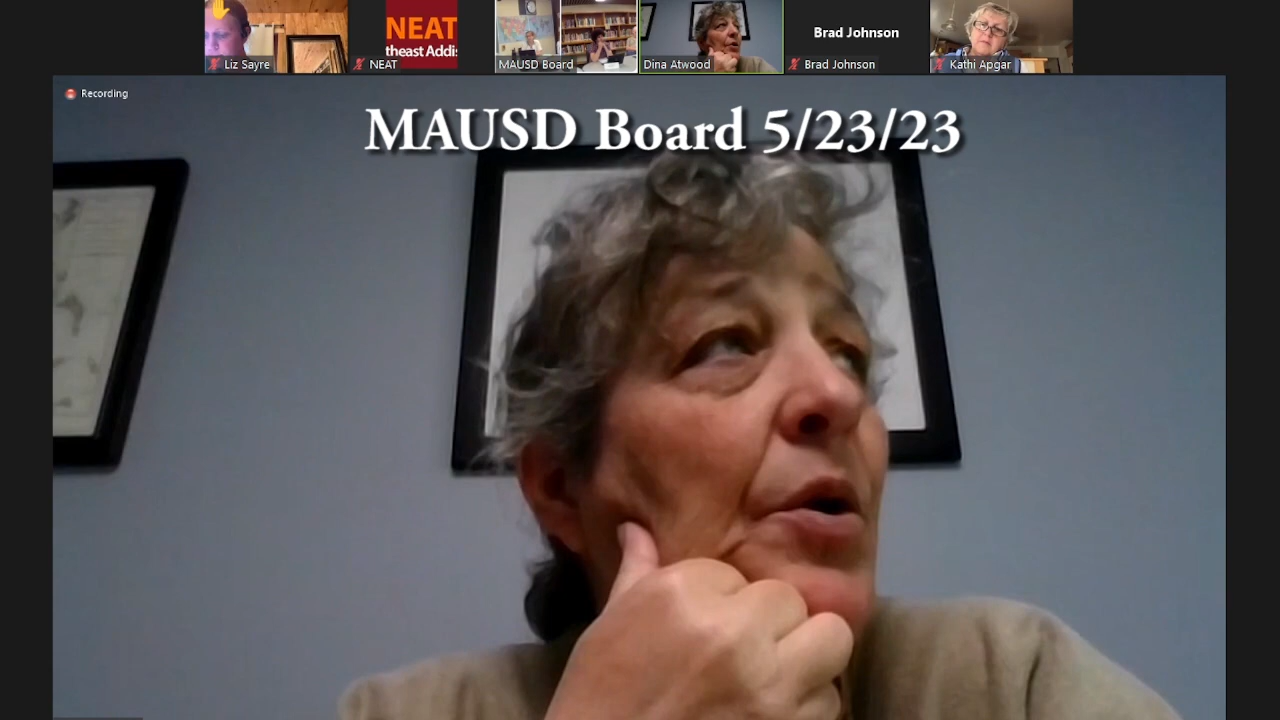 NEAT
theast Addis
Brad Johnson
Liz Sayre
NEAT
MAUSD Board
Dina Atwood
Brad Johnson
Kathi Apgar
Recording
MAUSD Board 5/23/23